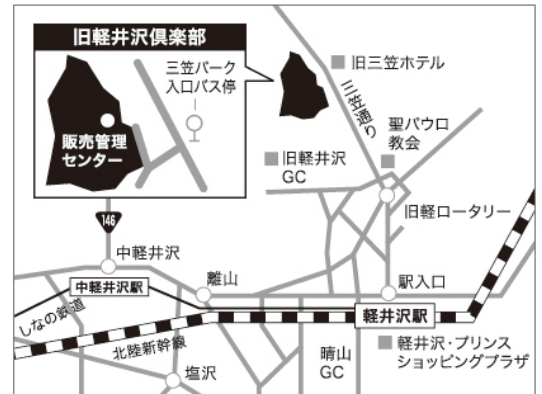 旧軽井沢倶楽部
三笠パーク
入口バス停
販売管理
センター
旧三笠ホテル
三笠通り
聖パウロ
教会
旧軽井沢
GC
旧軽ロータリー
146
中軽井沢
離山
駅入口
中軽井沢駅
しなの鉄道
軽井沢駅
北陸新幹線
塩沢
晴山
GC
軽井沢・プリンス
ショッピングプラザ